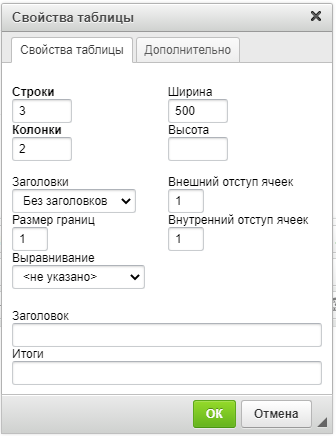 Свойства таблицы
Свойства таблицы Дополнительно
Строки Ширина
3 500
Колонки Высота
2
Заголовки Внешний отступ ячеек
Без заголовков 1
Размер границ Внутренний отступ ячеек
1 1
Выравнивание
<не указано>
Заголовок
Итоги
ОК Отмена